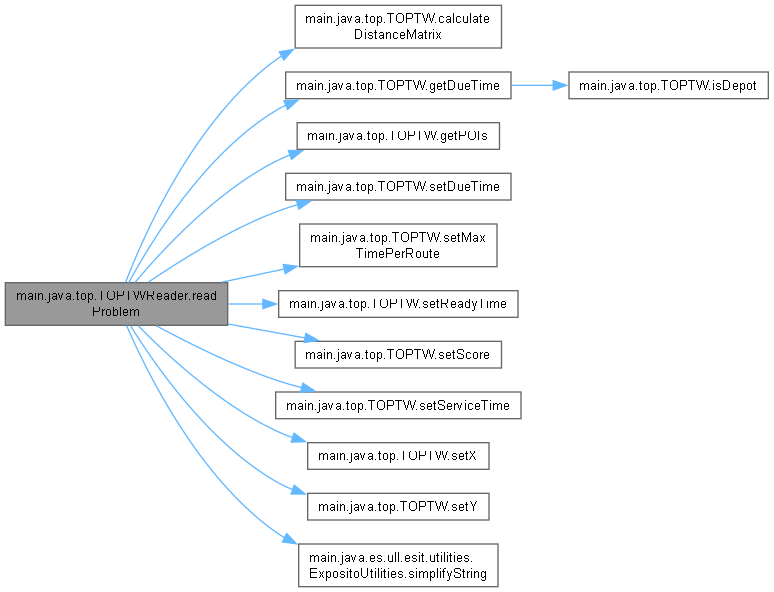 main.java.top.TOPTW.calculate
DistanceMatrix
main.java.top.TOPTW.getDueTime
main.java.top.TOPTW.isDepot
main.java.top.TOPTW.getPOIs
main.java.top.TOPTW.setDueTime
main.java.top.TOPTW.setMax
TimePerRoute
main.java.top.TOPTWReader.read
Problem
main.java.top.TOPTW.setReadyTime
main.java.top.TOPTW.setScore
main.java.top.TOPTW.setServiceTime
main.java.top.TOPTW.setX
main.java.top.TOPTW.setY
main.java.es.ull.esit.utilities.
ExpositoUtilities.simplifyString